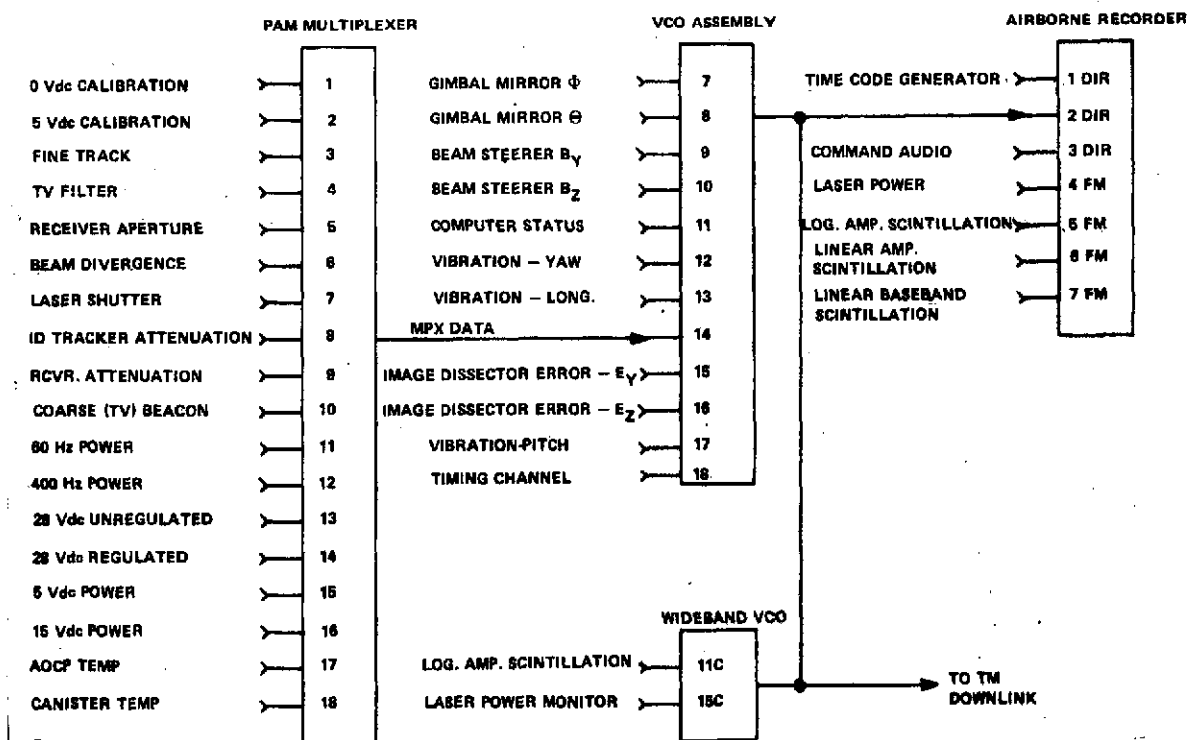 PAM MULTIPLEXER
0 Vdc CALIBRATION 1
5 Vdc CALIBRATION 2
FINE TRACK 3
TV FILTER 4
RECEIVER APERTURE 5
BEAM DIVERGENCE 6
LASER SHUTTER 7
ID TRACKER ATTENUATION 8
RCVR. ATTENUATION 9
COARSE (TV) BEACON 10
60 Hz POWER 11
400 Hz POWER 12
28 Vdc UNREGULATED 13
28 Vdc REGULATED 14
5 Vdc POWER 15
15 Vdc POWER 16
AOCP TEMP 17
CANISTER TEMP 18
VCO ASSEMBLY
GIMBAL MIRROR Φ 7
GIMBAL MIRROR Θ 8
BEAM STEERER BY 9
BEAM STEERER BZ 10
COMPUTER STATUS 11
VIBRATION – YAW 12
VIBRATION – LONG. 13
MPX DATA 14
IMAGE DISSECTOR ERROR – EY 15
IMAGE DISSECTOR ERROR – EZ 16
VIBRATION-PITCH 17
TIMING CHANNEL 18
WIDEBAND VCO
LOG. AMP. SCINTILLATION 11C
LASER POWER MONITOR 15C
TO TM
DOWNLINK
AIRBORNE RECORDER
TIME CODE GENERATOR 1 DIR
2 DIR
COMMAND AUDIO 3 DIR
LASER POWER 4 FM
LOG. AMP. SCINTILLATION 5 FM
LINEAR AMP.
SCINTILLATION 6 FM
LINEAR BASEBAND
SCINTILLATION 7 FM